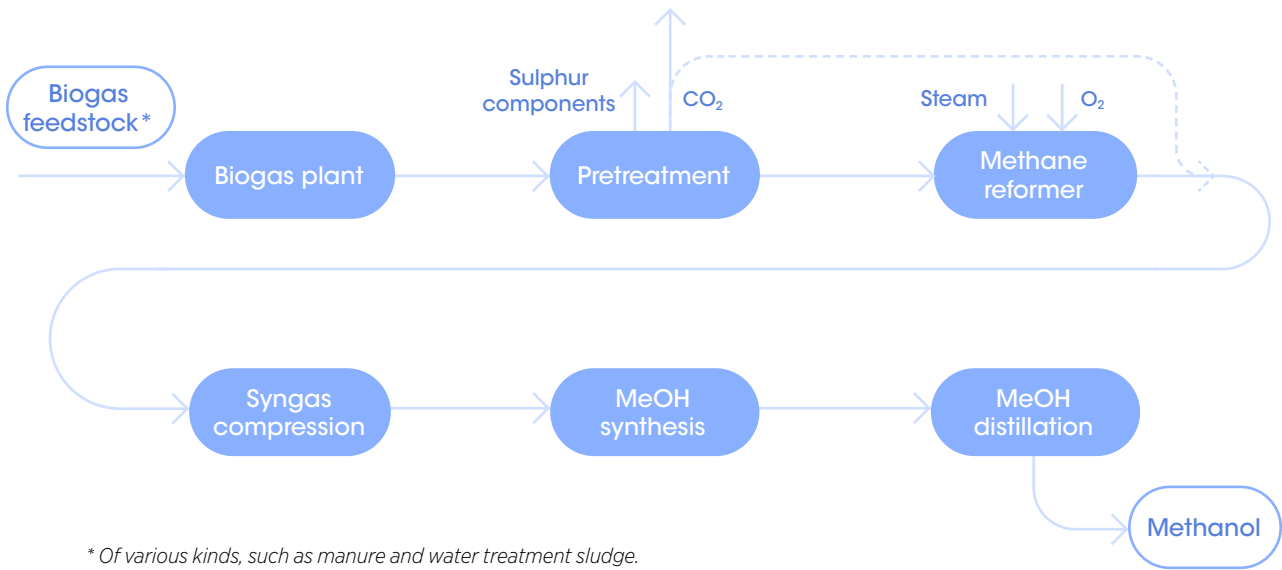 Biogas
feedstock*
Sulphur
components
CO₂
Steam
O₂
Biogas plant
Pretreatment
Methane
reformer
Syngas
compression
MeOH
synthesis
MeOH
distillation
Methanol
* Of various kinds, such as manure and water treatment sludge.